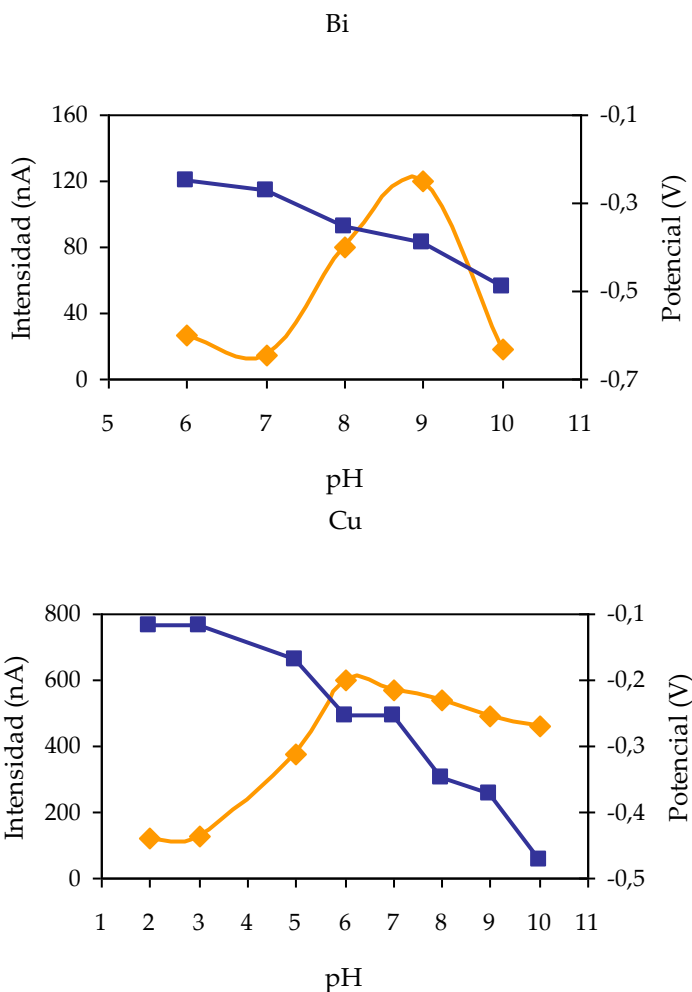 Bi
160
120
80
40
0
Intensidad (nA)
-0,1
-0,3
-0,5
-0,7
Potencial (V)
5 6 7 8 9 10 11
pH
Cu
800
600
400
200
0
Intensidad (nA)
-0,1
-0,2
-0,3
-0,4
-0,5
Potencial (V)
1 2 3 4 5 6 7 8 9 10 11
pH